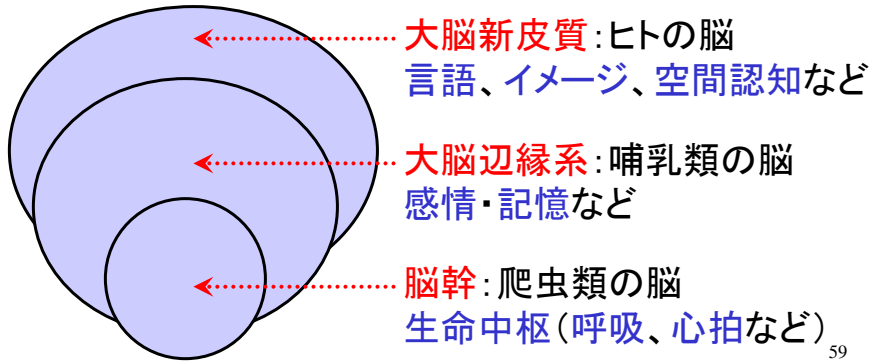 大脳新皮質：ヒトの脳
言語、イメージ、空間認知など
大脳辺縁系：哺乳類の脳
感情・記憶など
脳幹：爬虫類の脳
生命中枢（呼吸、心拍など）
59